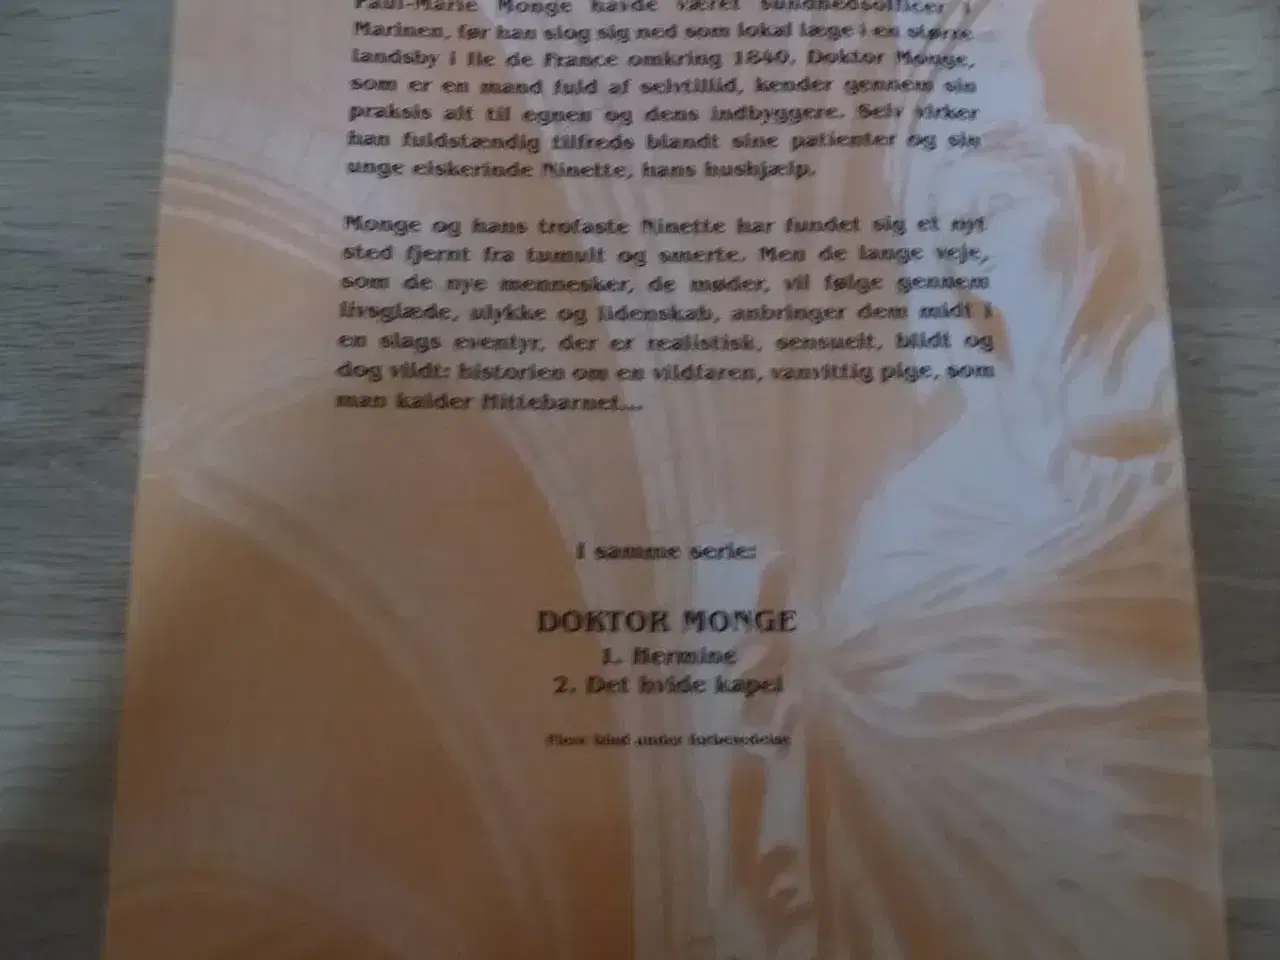 Paul-Marie Monge havde været sundhedsofficer i
Marinen, før han slog sig ned som lokal læge i en større
landsby i Ile de France omkring 1840. Doktor Monge,
som er en mand fuld af selvtillid, kender gennem sin
praksis alt til egnen og dens indbyggere. Selv virker
han fuldstændig tilfreds blandt sine patienter og sin
unge elskerinde Ninette, hans hushjælp.
Monge og hans trofaste Ninette har fundet sig et nyt
sted fjernt fra tumult og smerte. Men de lange veje,
som de nye mennesker, de møder, vil følge gennem
livsglæde, ulykke og lidenskab, anbringer dem midt i
en slags eventyr, der er realistisk, sensuelt, blidt og
dog vildt: historien om en vildfaren, vanvittig pige, som
man kalder Hittebarnet...
I samme serie:
DOKTOR MONGE
1. Hermine
2. Det hvide kapel
Flere bind under forberedelse